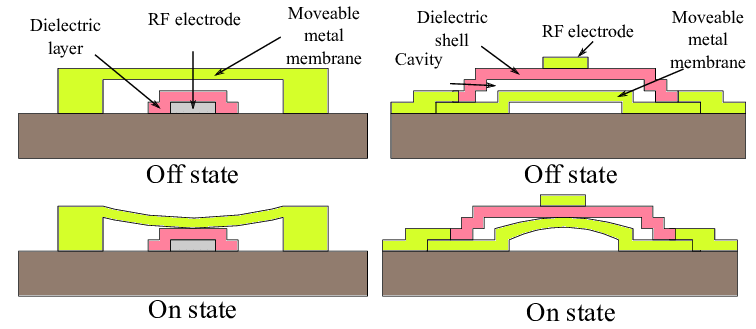 Dielectric
layer
RF electrode
Moveable
metal
membrane
Off state
On state
Dielectric
shell
Cavity
RF electrode
Moveable
metal
membrane
Off state
On state